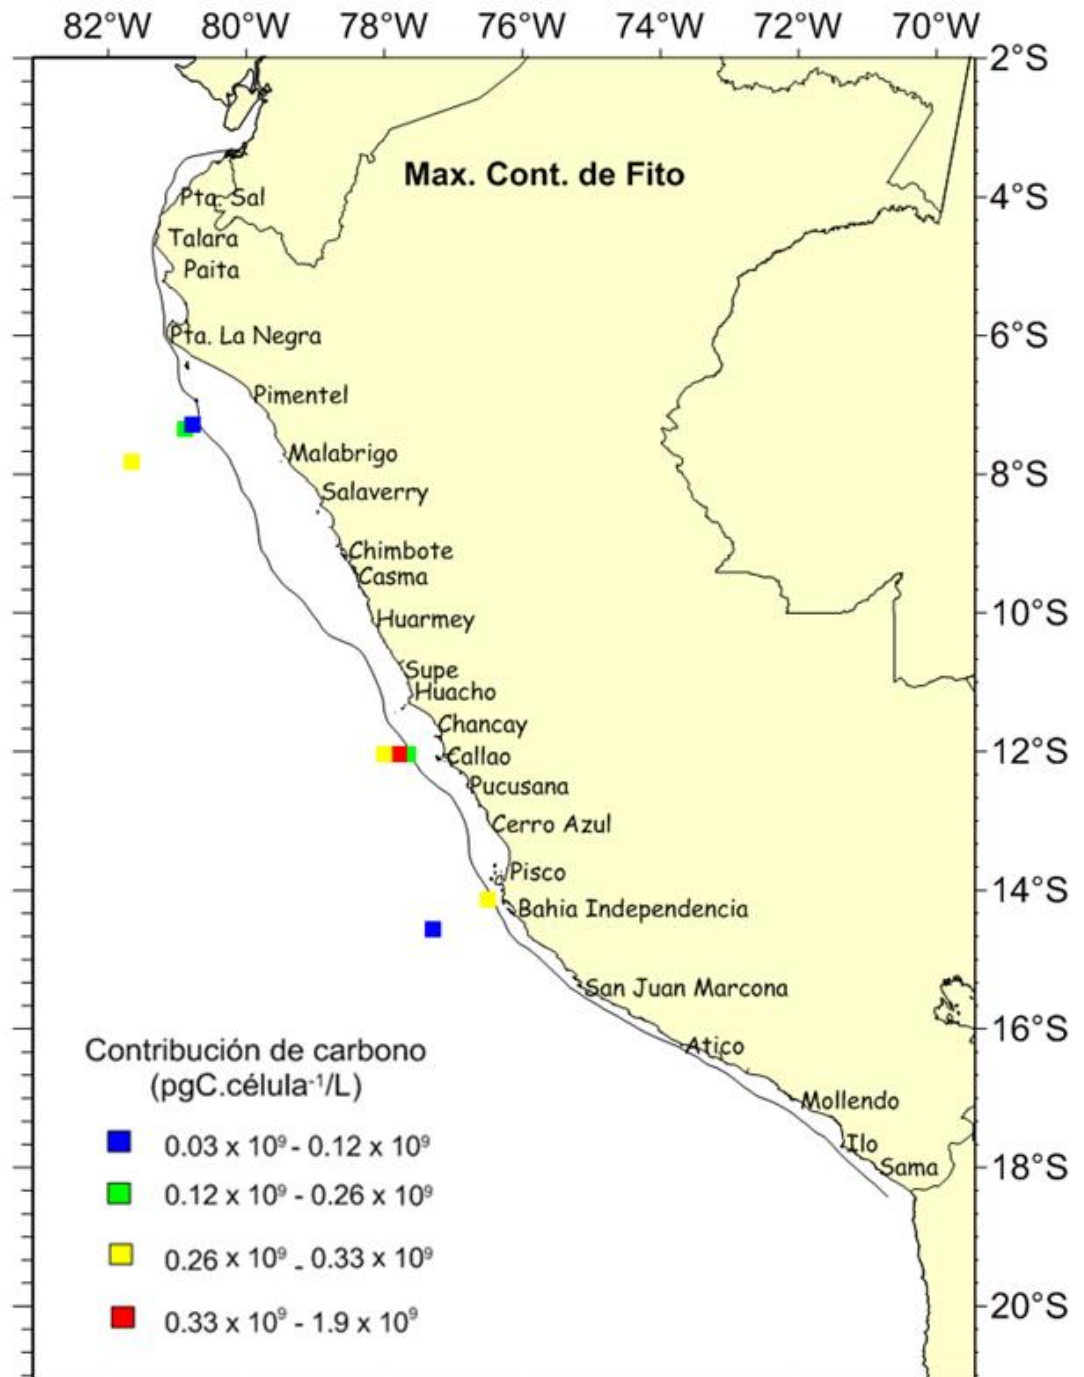 82°W 80°W 78°W 76°W 74°W 72°W 70°W
2°S
Max. Cont. de Fito
4°S
Pta. Sal
Talara
Paita
6°S
Pta. La Negra
Pimentel
Malabrigo
8°S
Salaverry
Chimbote
Casma
10°S
Huarmey
Supe
Huacho
Chancay
12°S
Callao
Pucusana
Cerro Azul
Pisco
14°S
Bahia Independencia
San Juan Marcona
16°S
Atico
Mollendo
Ilo
Sama
18°S
20°S
Contribución de carbono
(pgC.célula⁻¹/L)
0.03 x 10⁹ - 0.12 x 10⁹
0.12 x 10⁹ - 0.26 x 10⁹
0.26 x 10⁹ - 0.33 x 10⁹
0.33 x 10⁹ - 1.9 x 10⁹